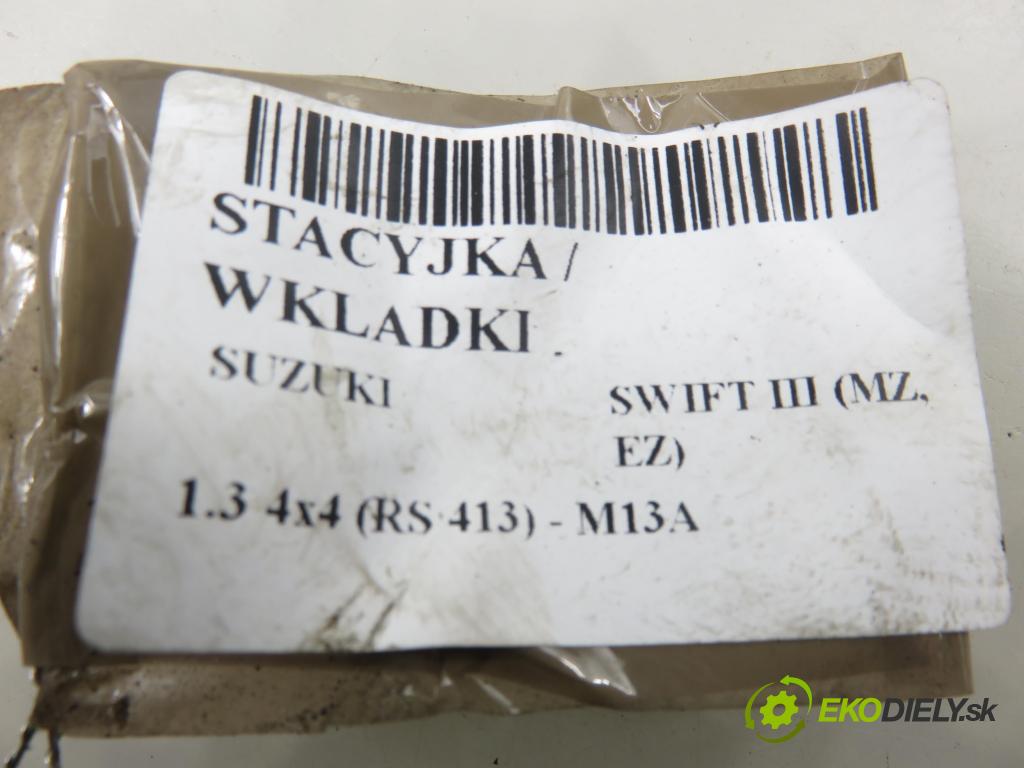 STACYJKA /
WKLADKI
SUZUKI
SWIFT III (MZ,
EZ)
1.3 4x4 (RS 413) - M13A
EKODIELY.sk